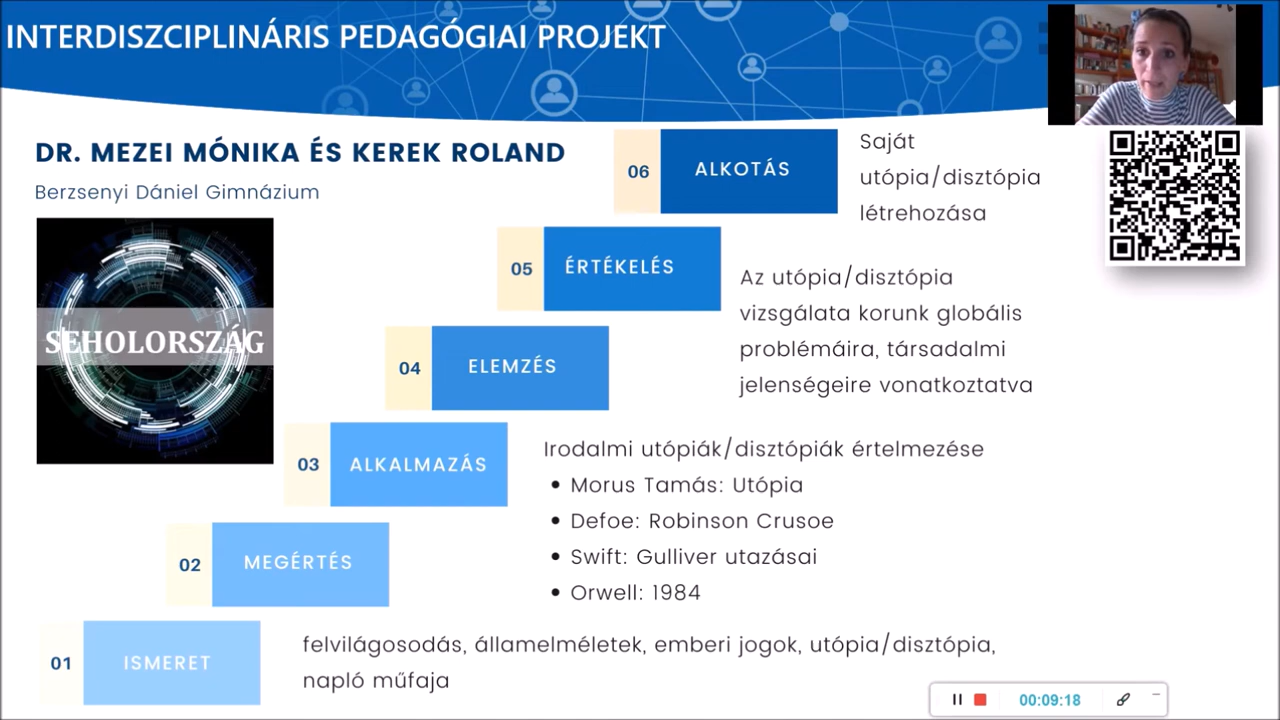 INTERDISZCIPLINÁRIS PEDAGÓGIAI PROJEKT
DR. MEZEI MÓNIKA ÉS KEREK ROLAND
Berzsenyi Dániel Gimnázium
SEHOLORSZÁG
06 ALKOTÁS
Saját
utópia/disztópia
létrehozása
05 ÉRTÉKELÉS
Az utópia/disztópia
vizsgálata korunk globális
problémáira, társadalmi
jelenségeire vonatkoztatva
04 ELEMZÉS
03 ALKALMAZÁS
Irodalmi utópiák/disztópiák értelmezése
• Morus Tamás: Utópia
• Defoe: Robinson Crusoe
• Swift: Gulliver utazásai
• Orwell: 1984
02 MEGÉRTÉS
01 ISMERET
felvilágosodás, államelméletek, emberi jogok, utópia/disztópia,
napló műfaja
00:09:18